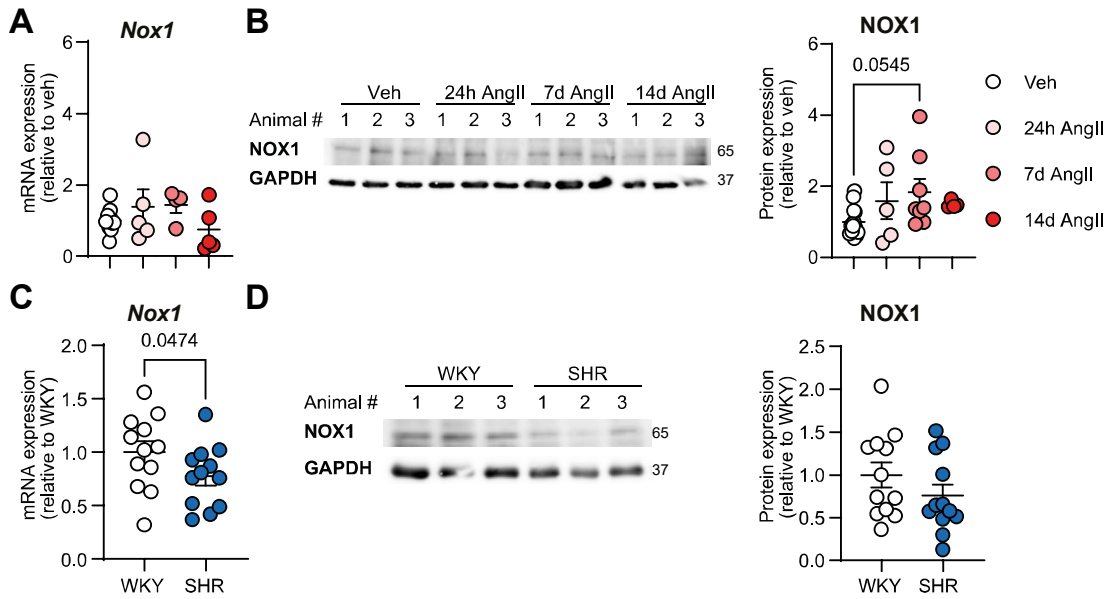 A
Nox1
mRNA expression
(relative to veh)
6
4
2
0
B
Veh 24h AngII 7d AngII 14d AngII
Animal # 1 2 3 1 2 3 1 2 3 1 2 3
NOX1 65
GAPDH 37
NOX1
Protein expression
(relative to veh)
6
4
2
0
0.0545
Veh
24h AngII
7d AngII
14d AngII
C
Nox1
mRNA expression
(relative to WKY)
2.0
1.5
1.0
0.5
0.0
0.0474
WKY SHR
D
WKY SHR
Animal # 1 2 3 1 2 3
NOX1 65
GAPDH 37
NOX1
Protein expression
(relative to WKY)
2.5
2.0
1.5
1.0
0.5
0.0
WKY SHR